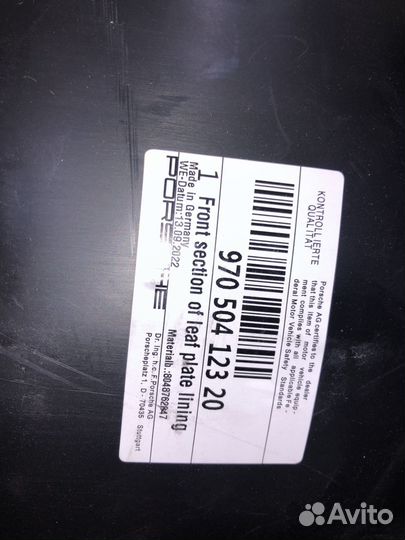 KONTROLLIERTE
QUALITÄT
Porsche AG certifies to the dealer
that this item of motor vehicle equip-
ment complies with all applicable Fe-
deral Motor Vehicle Safety Standards
970 504 123 20
1 Front section of leaf plate lining
Made in Germany
WE-Datum:13.09.2022
Materialb.:8048762847
PORSCHE
Dr. Ing. h.c. F. Porsche AG
Porscheplatz 1, D - 70435 Stuttgart
Avito